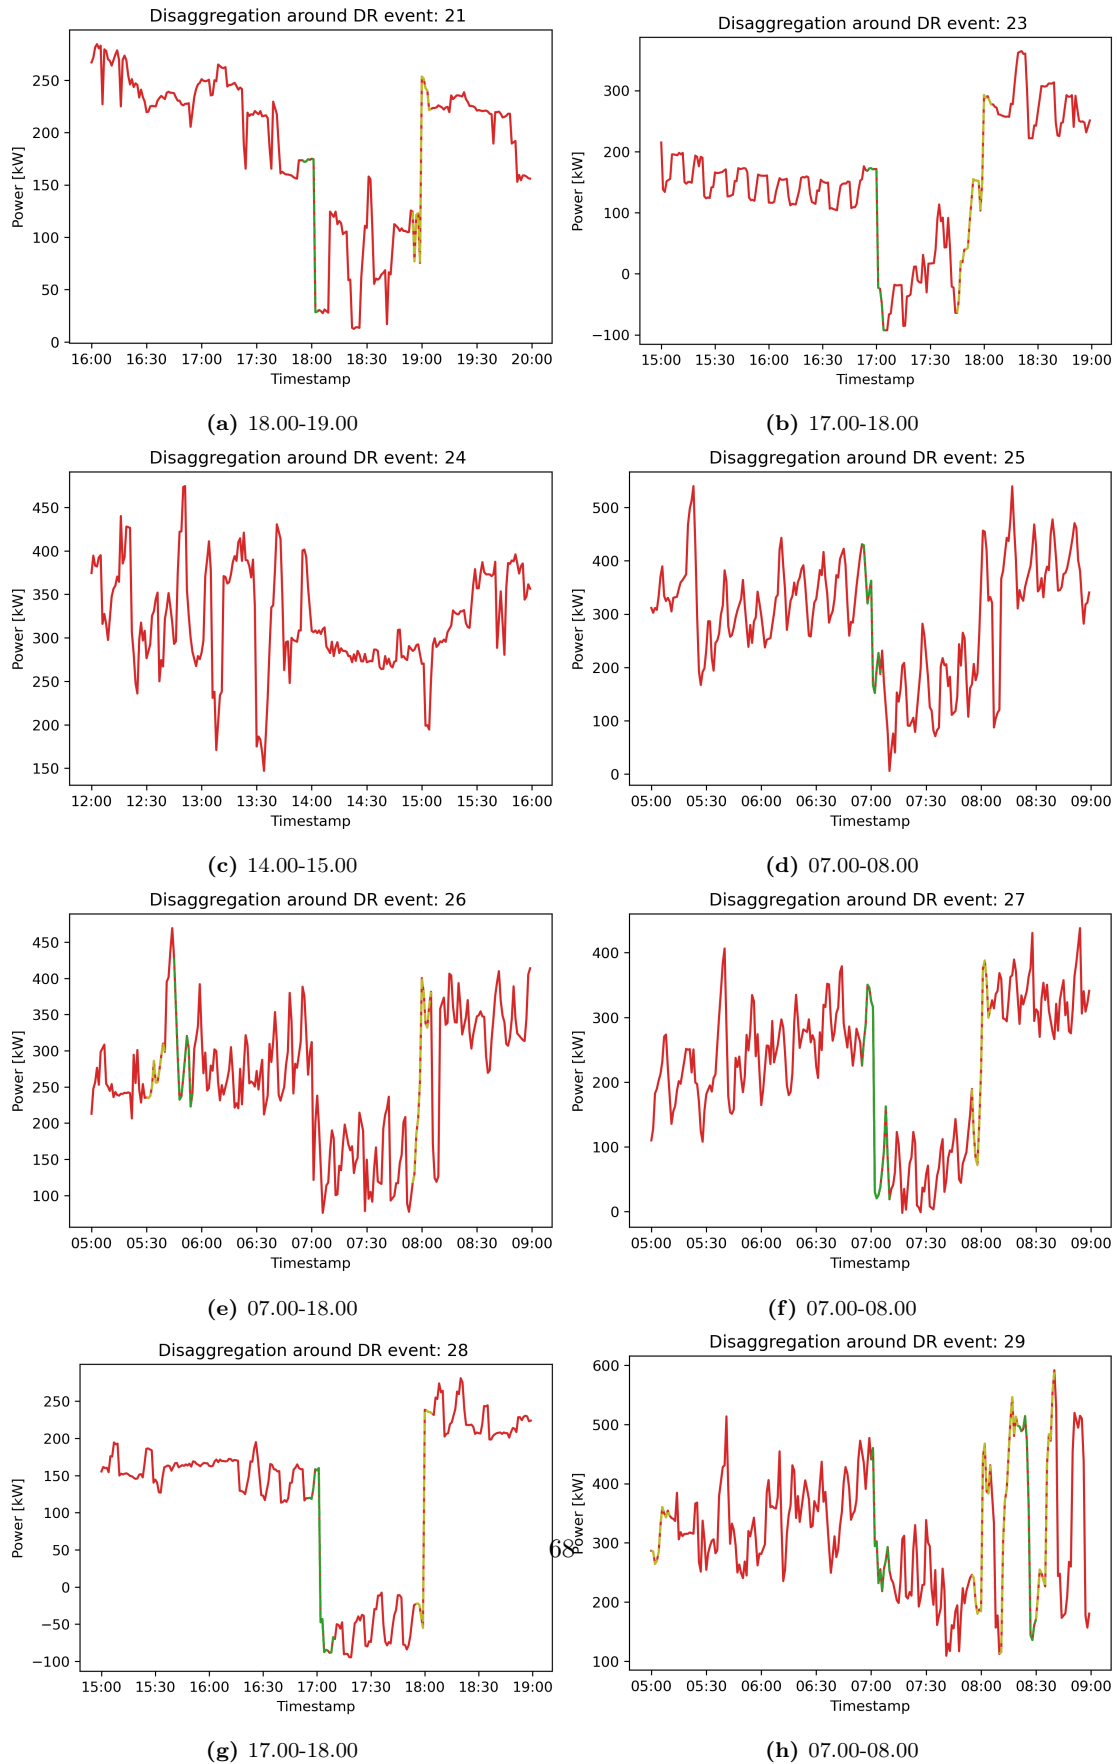 Disaggregation around DR event: 21
Power [kW]
250
200
150
100
50
0
16:00 16:30 17:00 17:30 18:00 18:30 19:00 19:30 20:00
Timestamp
(a) 18.00-19.00
Disaggregation around DR event: 23
Power [kW]
300
200
100
0
−100
15:00 15:30 16:00 16:30 17:00 17:30 18:00 18:30 19:00
Timestamp
(b) 17.00-18.00
Disaggregation around DR event: 24
Power [kW]
450
400
350
300
250
200
150
12:00 12:30 13:00 13:30 14:00 14:30 15:00 15:30 16:00
Timestamp
(c) 14.00-15.00
Disaggregation around DR event: 25
Power [kW]
500
400
300
200
100
0
05:00 05:30 06:00 06:30 07:00 07:30 08:00 08:30 09:00
Timestamp
(d) 07.00-08.00
Disaggregation around DR event: 26
Power [kW]
450
400
350
300
250
200
150
100
05:00 05:30 06:00 06:30 07:00 07:30 08:00 08:30 09:00
Timestamp
(e) 07.00-18.00
Disaggregation around DR event: 27
Power [kW]
400
300
200
100
0
05:00 05:30 06:00 06:30 07:00 07:30 08:00 08:30 09:00
Timestamp
(f) 07.00-08.00
Disaggregation around DR event: 28
Power [kW]
250
200
150
100
50
0
−50
−100
15:00 15:30 16:00 16:30 17:00 17:30 18:00 18:30 19:00
Timestamp
(g) 17.00-18.00
Disaggregation around DR event: 29
Power [kW]
600
500
400
300
200
100
05:00 05:30 06:00 06:30 07:00 07:30 08:00 08:30 09:00
Timestamp
(h) 07.00-08.00
68